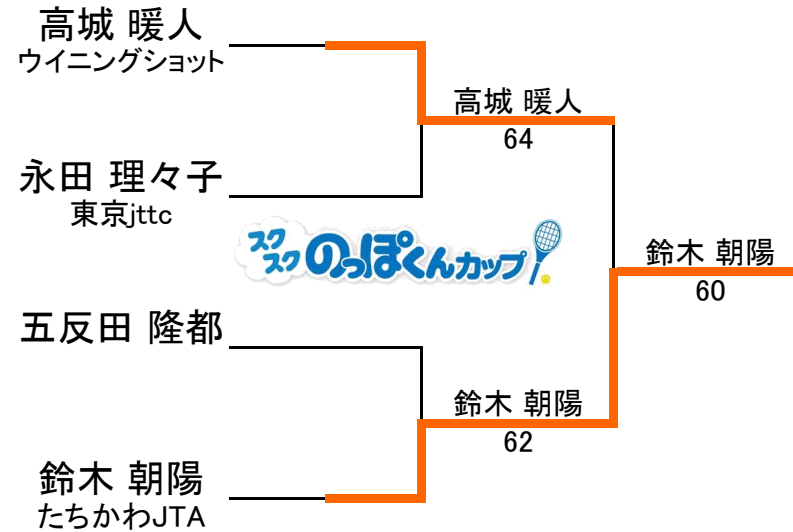 高城 暖人
ウイニングショット
高城 暖人
64
永田 理々子
東京jttc
スク
スク
のっぽくんカップ
鈴木 朝陽
60
五反田 隆都
鈴木 朝陽
62
鈴木 朝陽
たちかわJTA